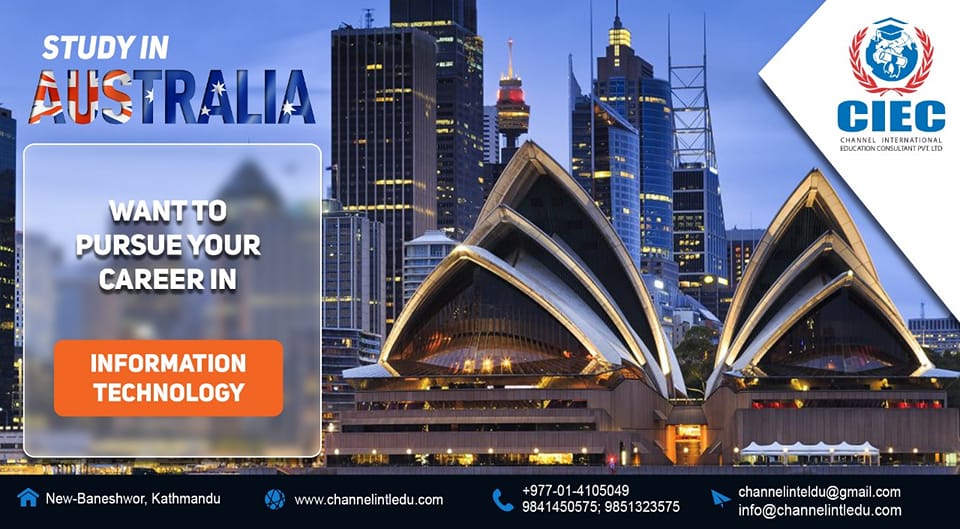 STUDY IN
AUSTRALIA
WANT TO
PURSUE YOUR
CAREER IN
INFORMATION
TECHNOLOGY
CIEC
CHANNEL INTERNATIONAL
EDUCATION CONSULTANT PVT. LTD
New-Baneshwor, Kathmandu
www.channelintledu.com
+977-01-4105049
9841450575; 9851323575
channelinteldu@gmail.com
info@channelintledu.com